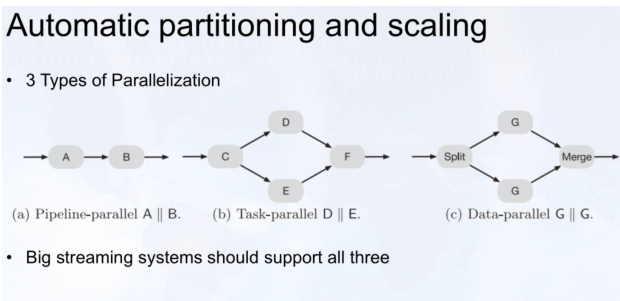 Automatic partitioning and scaling
• 3 Types of Parallelization
D
G
A
B
C
F
Split
Merge
E
G
(a) Pipeline-parallel A ∥ B.
(b) Task-parallel D ∥ E.
(c) Data-parallel G ∥ G.
• Big streaming systems should support all three